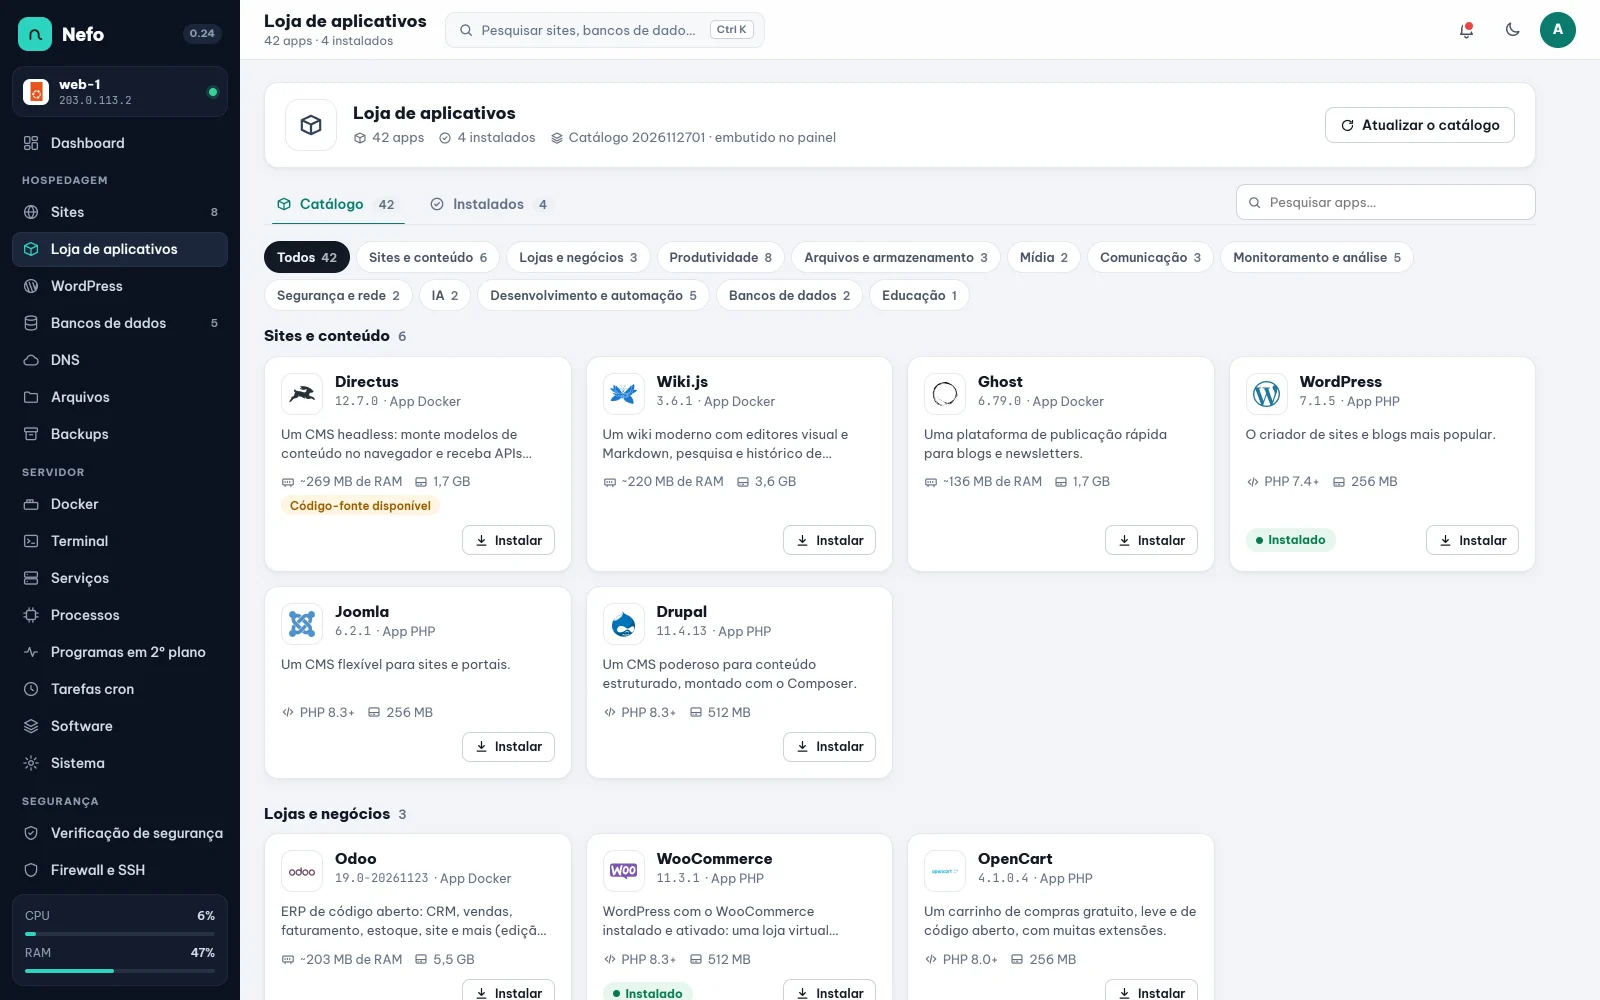 Nefo
0.24
web-1
203.0.113.2
Dashboard
HOSPEDAGEM
Sites 8
Loja de aplicativos
WordPress
Bancos de dados 5
DNS
Arquivos
Backups
SERVIDOR
Docker
Terminal
Serviços
Processos
Programas em 2º plano
Tarefas cron
Software
Sistema
SEGURANÇA
Verificação de segurança
Firewall e SSH
CPU 6%
RAM 47%
Loja de aplicativos
42 apps · 4 instalados
Pesquisar sites, bancos de dado... Ctrl K
A
Loja de aplicativos
42 apps 4 instalados Catálogo 2026112701 · embutido no painel
Atualizar o catálogo
Catálogo 42 Instalados 4
Pesquisar apps...
Todos 42 Sites e conteúdo 6 Lojas e negócios 3 Produtividade 8 Arquivos e armazenamento 3 Mídia 2 Comunicação 3 Monitoramento e análise 5
Segurança e rede 2 IA 2 Desenvolvimento e automação 5 Bancos de dados 2 Educação 1
Sites e conteúdo 6
Directus
12.7.0 · App Docker
Um CMS headless: monte modelos de
conteúdo no navegador e receba APIs...
~269 MB de RAM 1,7 GB
Código-fonte disponível
Instalar
Wiki.js
3.6.1 · App Docker
Um wiki moderno com editores visual e
Markdown, pesquisa e histórico de...
~220 MB de RAM 3,6 GB
Instalar
Ghost
6.79.0 · App Docker
Uma plataforma de publicação rápida
para blogs e newsletters.
~136 MB de RAM 1,7 GB
Instalar
WordPress
7.1.5 · App PHP
O criador de sites e blogs mais popular.
PHP 7.4+ 256 MB
Instalado
Instalar
Joomla
6.2.1 · App PHP
Um CMS flexível para sites e portais.
PHP 8.3+ 256 MB
Instalar
Drupal
11.4.13 · App PHP
Um CMS poderoso para conteúdo
estruturado, montado com o Composer.
PHP 8.3+ 512 MB
Instalar
Lojas e negócios 3
odoo
Odoo
19.0-20261123 · App Docker
ERP de código aberto: CRM, vendas,
faturamento, estoque, site e mais (ediçã...
~203 MB de RAM 5,5 GB
Instalar
Woo
WooCommerce
11.3.1 · App PHP
WordPress com o WooCommerce
instalado e ativado: uma loja virtual...
PHP 8.3+ 512 MB
Instalado
Instalar
opencart
OpenCart
4.1.0.4 · App PHP
Um carrinho de compras gratuito, leve e de
código aberto, com muitas extensões.
PHP 8.0+ 256 MB
Instalar